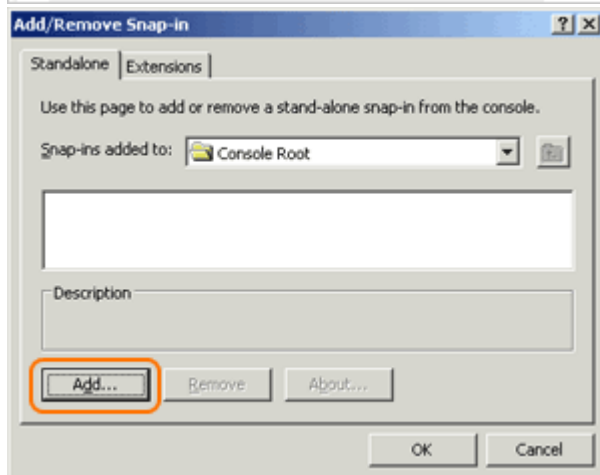 Add/Remove Snap-in
Standalone Extensions
Use this page to add or remove a stand-alone snap-in from the console.
Snap-ins added to: Console Root
Description
Add... Remove About...
OK Cancel